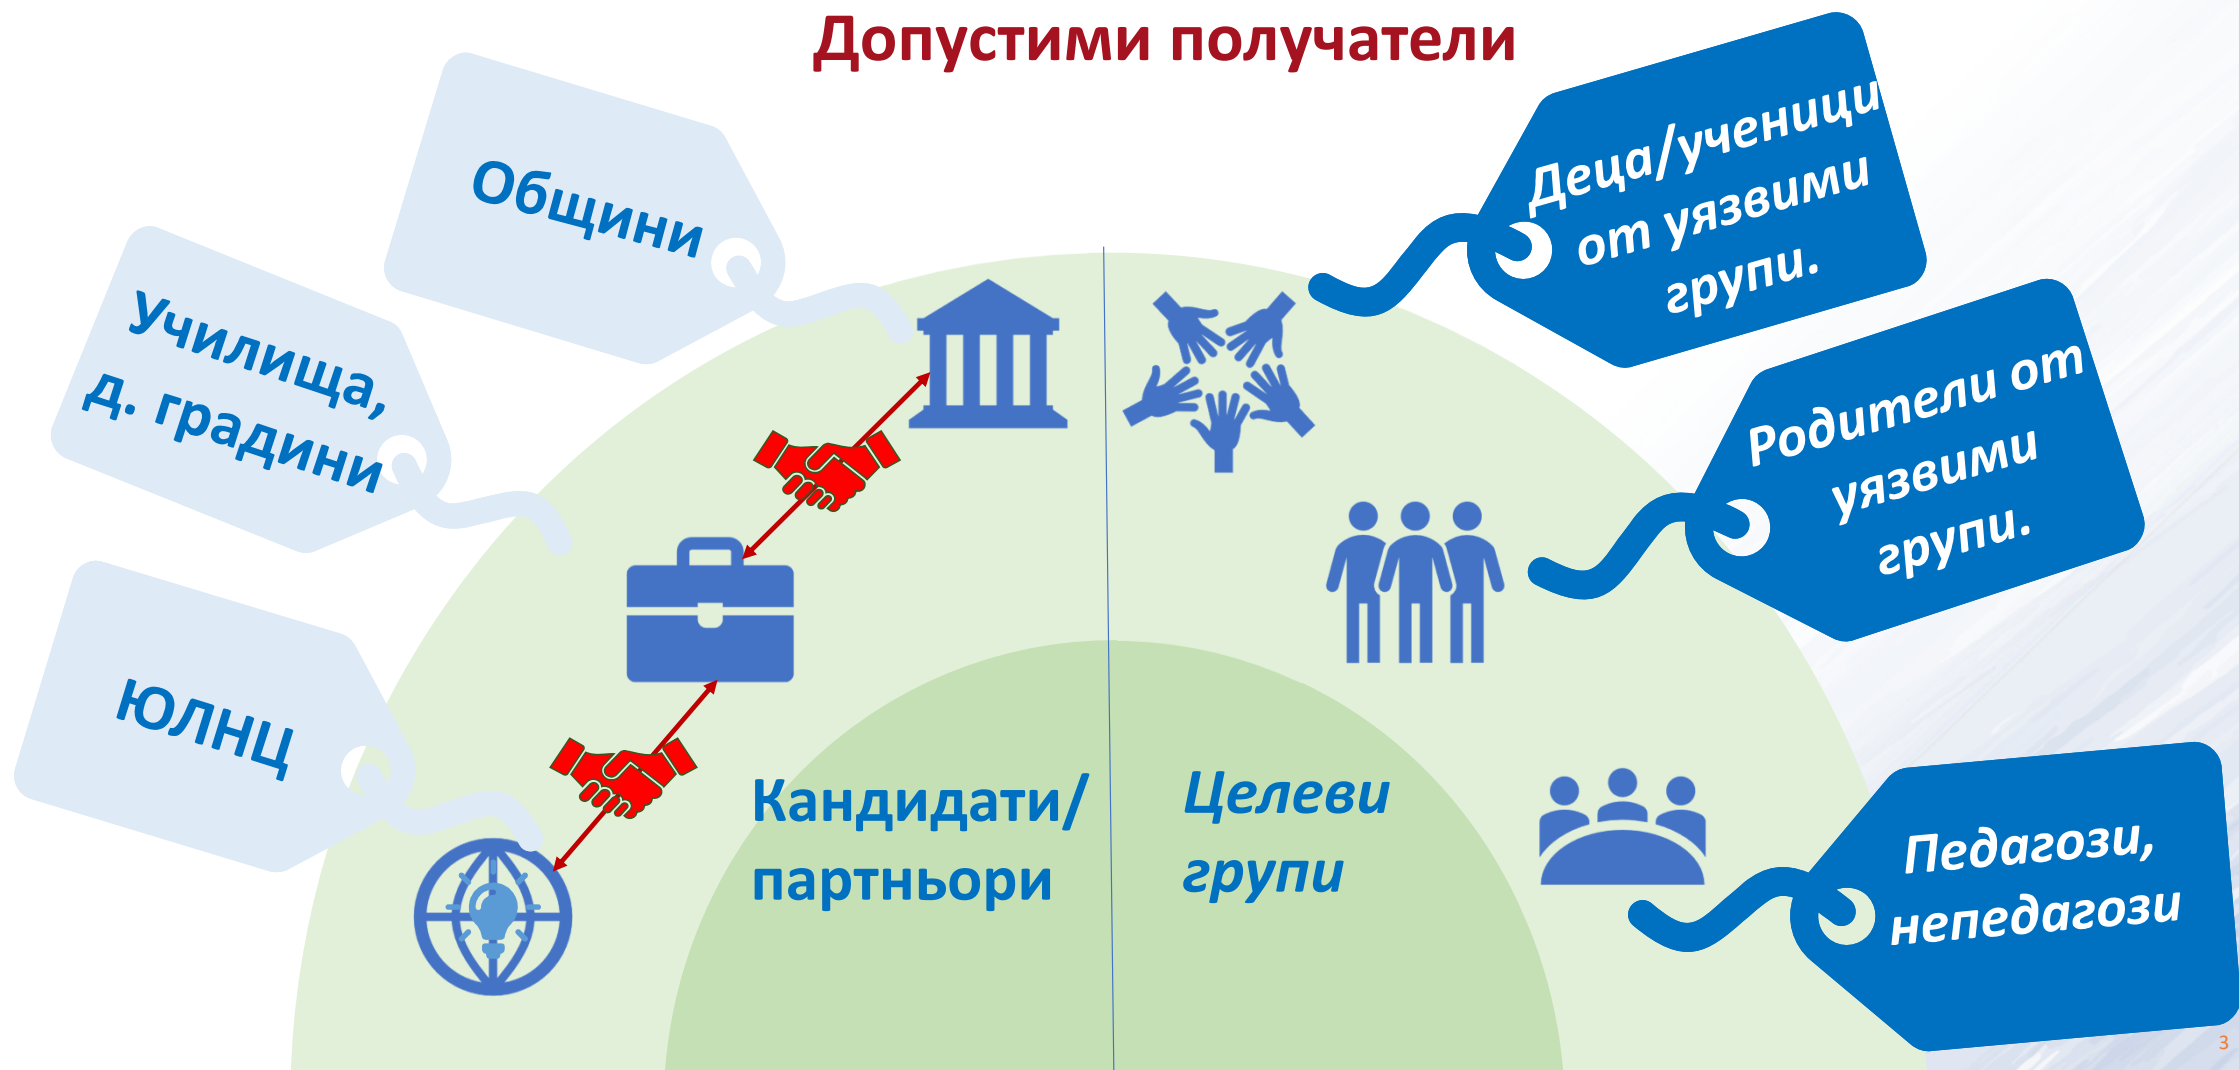 Допустими получатели
Общини
Училища,
д. градини
ЮЛНЦ
Кандидати/
партньори
Целеви
групи
Деца/ученици
от уязвими
групи.
Родители от
уязвими
групи.
Педагози,
непедагози
3